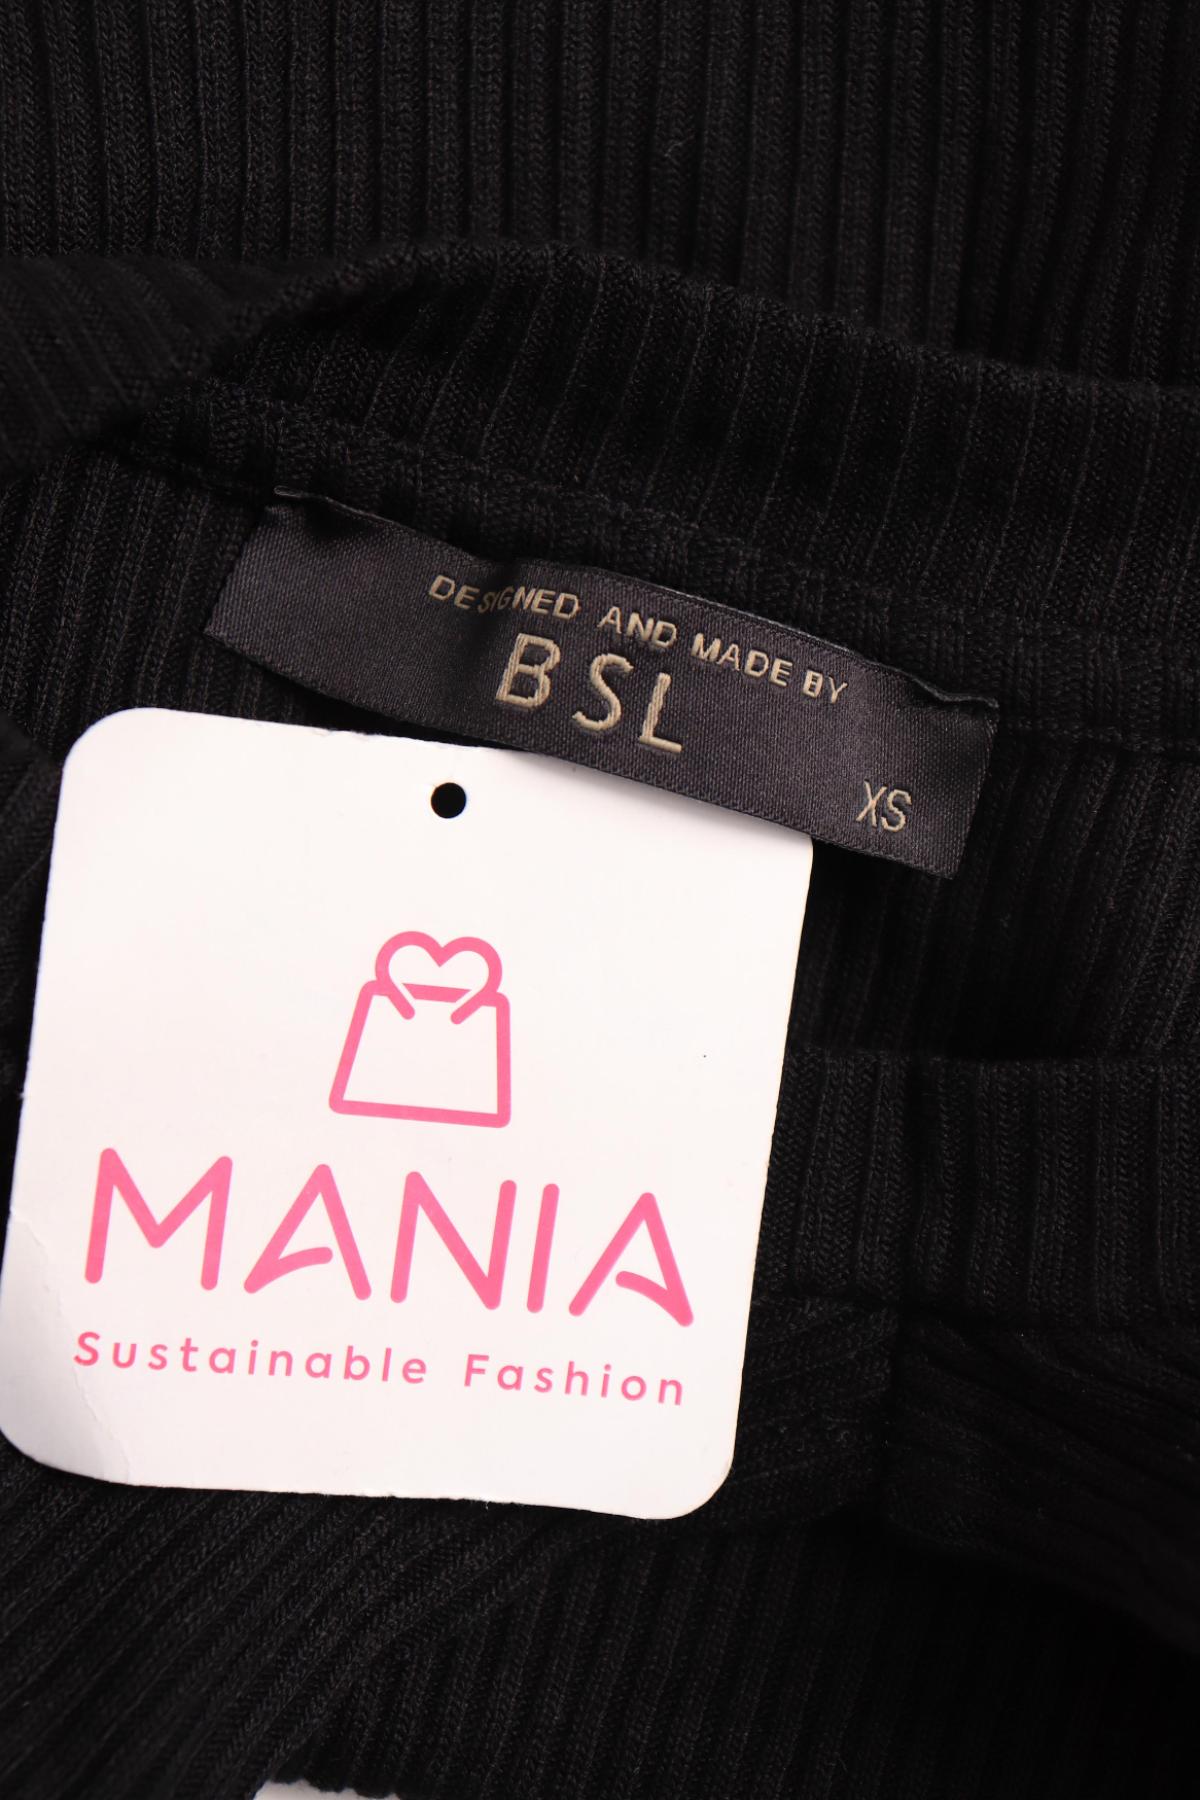 DESIGNED AND MADE BY
BSL
XS
MANIA
Sustainable Fashion